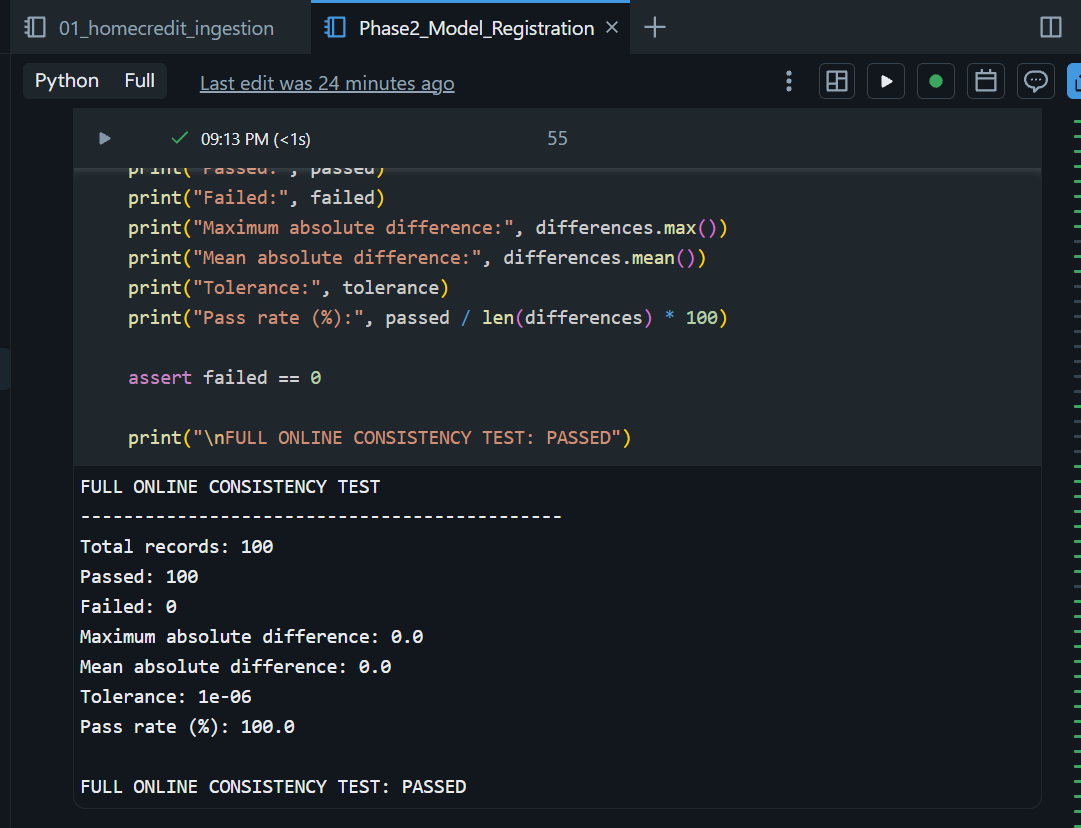 01_homecredit_ingestion
Phase2_Model_Registration
Python Full Last edit was 24 minutes ago
09:13 PM (<1s) 55
print("Passed:", passed)
print("Failed:", failed)
print("Maximum absolute difference:", differences.max())
print("Mean absolute difference:", differences.mean())
print("Tolerance:", tolerance)
print("Pass rate (%):", passed / len(differences) * 100)
assert failed == 0
print("\nFULL ONLINE CONSISTENCY TEST: PASSED")
FULL ONLINE CONSISTENCY TEST
---------------------------------------------
Total records: 100
Passed: 100
Failed: 0
Maximum absolute difference: 0.0
Mean absolute difference: 0.0
Tolerance: 1e-06
Pass rate (%): 100.0
FULL ONLINE CONSISTENCY TEST: PASSED